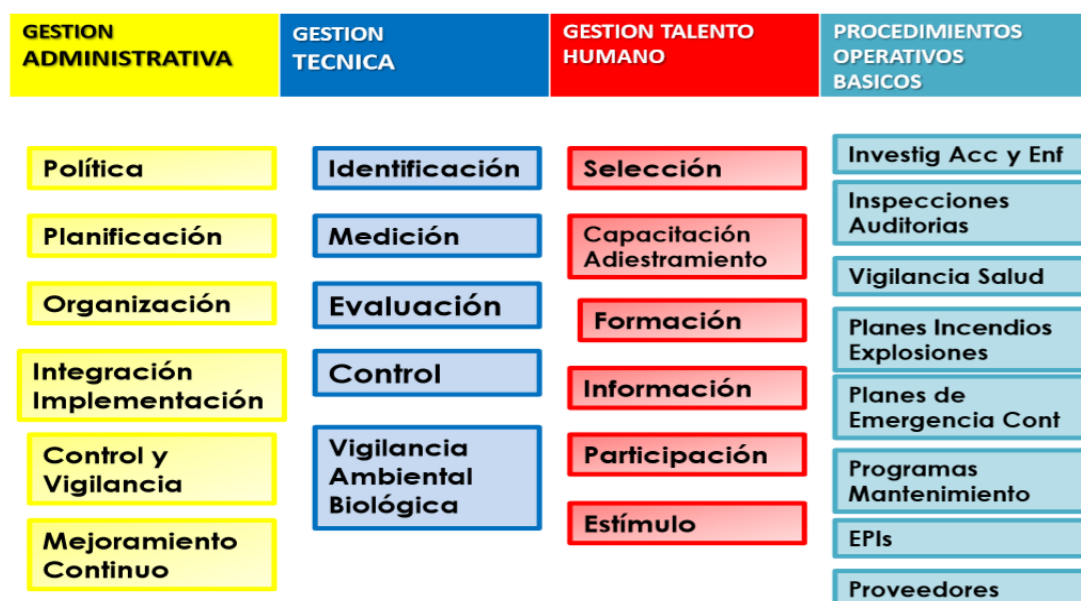 GESTION
ADMINISTRATIVA
GESTION
TECNICA
GESTION TALENTO
HUMANO
PROCEDIMIENTOS
OPERATIVOS
BASICOS
Política
Planificación
Organización
Integración
Implementación
Control y
Vigilancia
Mejoramiento
Continuo
Identificación
Medición
Evaluación
Control
Vigilancia
Ambiental
Biológica
Selección
Capacitación
Adiestramiento
Formación
Información
Participación
Estímulo
Investig Acc y Enf
Inspecciones
Auditorias
Vigilancia Salud
Planes Incendios
Explosiones
Planes de
Emergencia Cont
Programas
Mantenimiento
EPIs
Proveedores